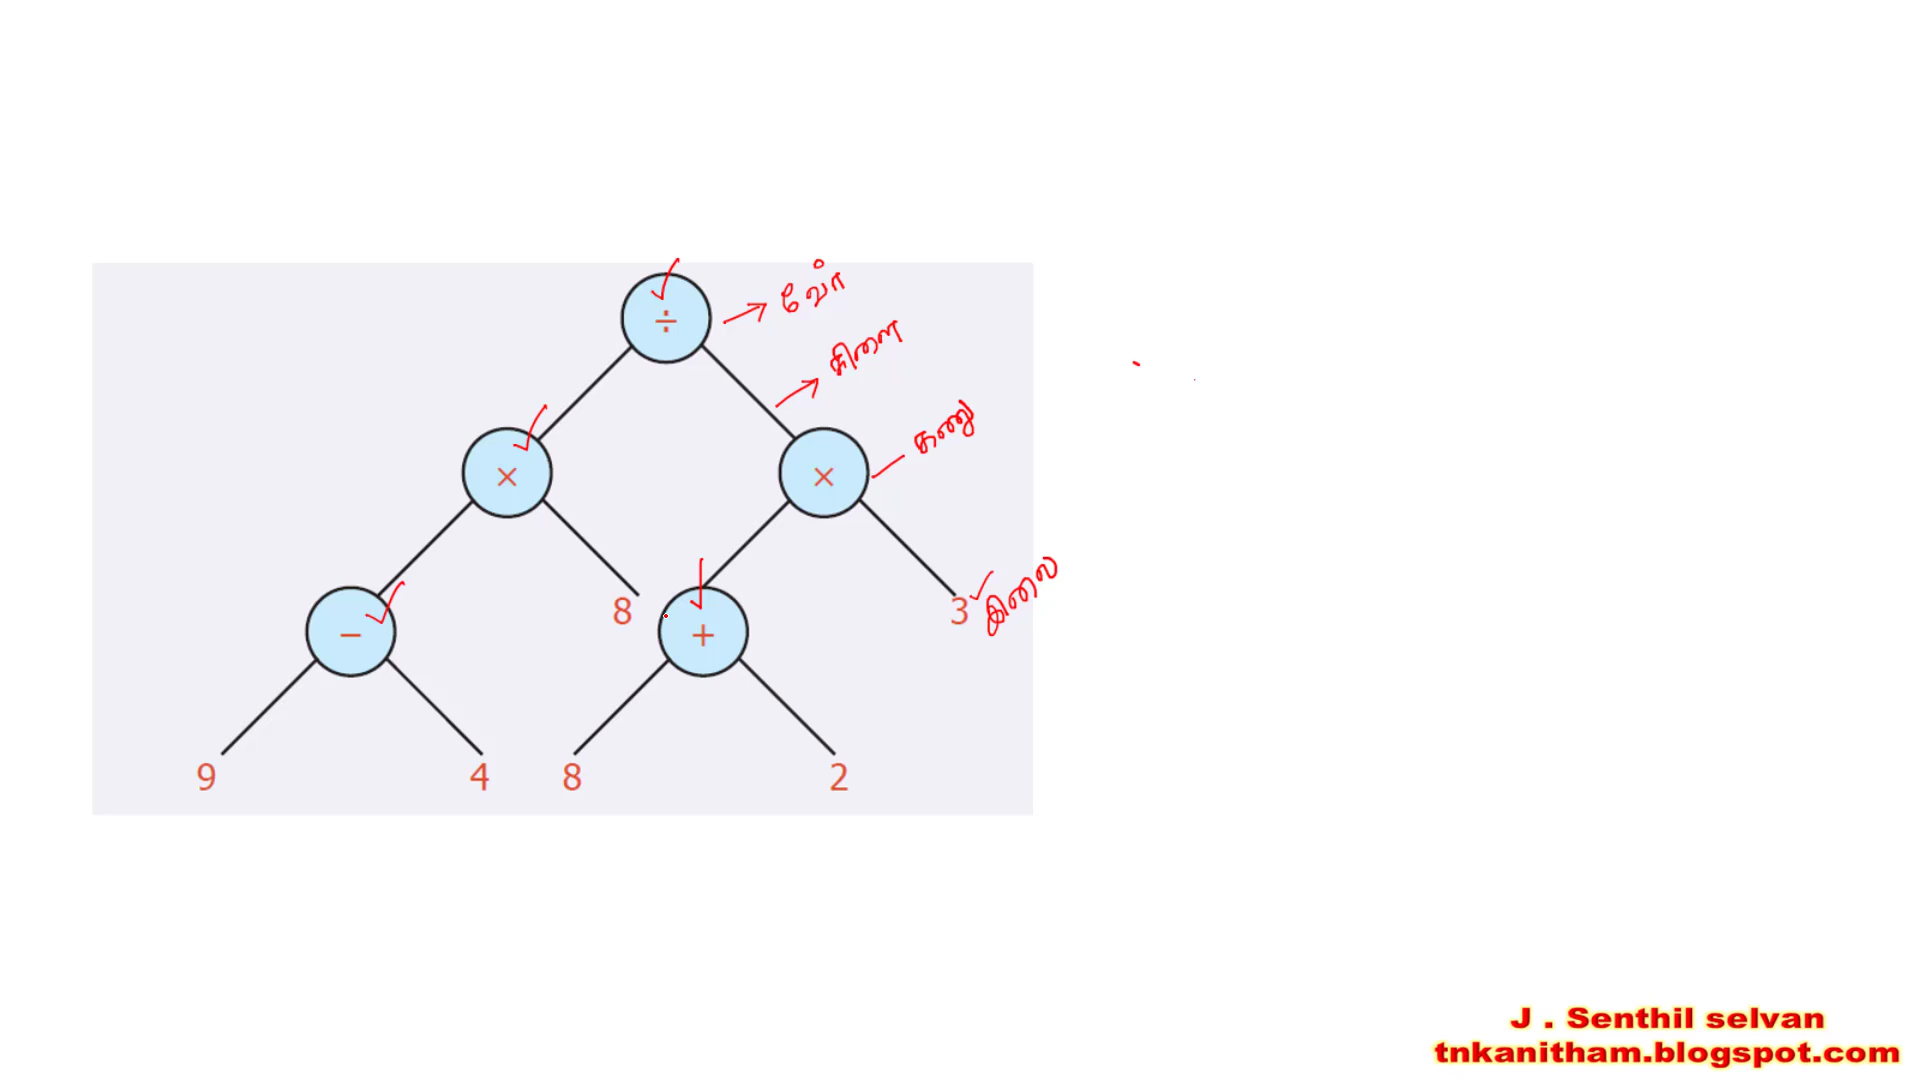 ÷
வேர்
கிளை
×
×
கணு
−
8
+
3
இலை
9
4
8
2
J . Senthil selvan
tnkanitham.blogspot.com